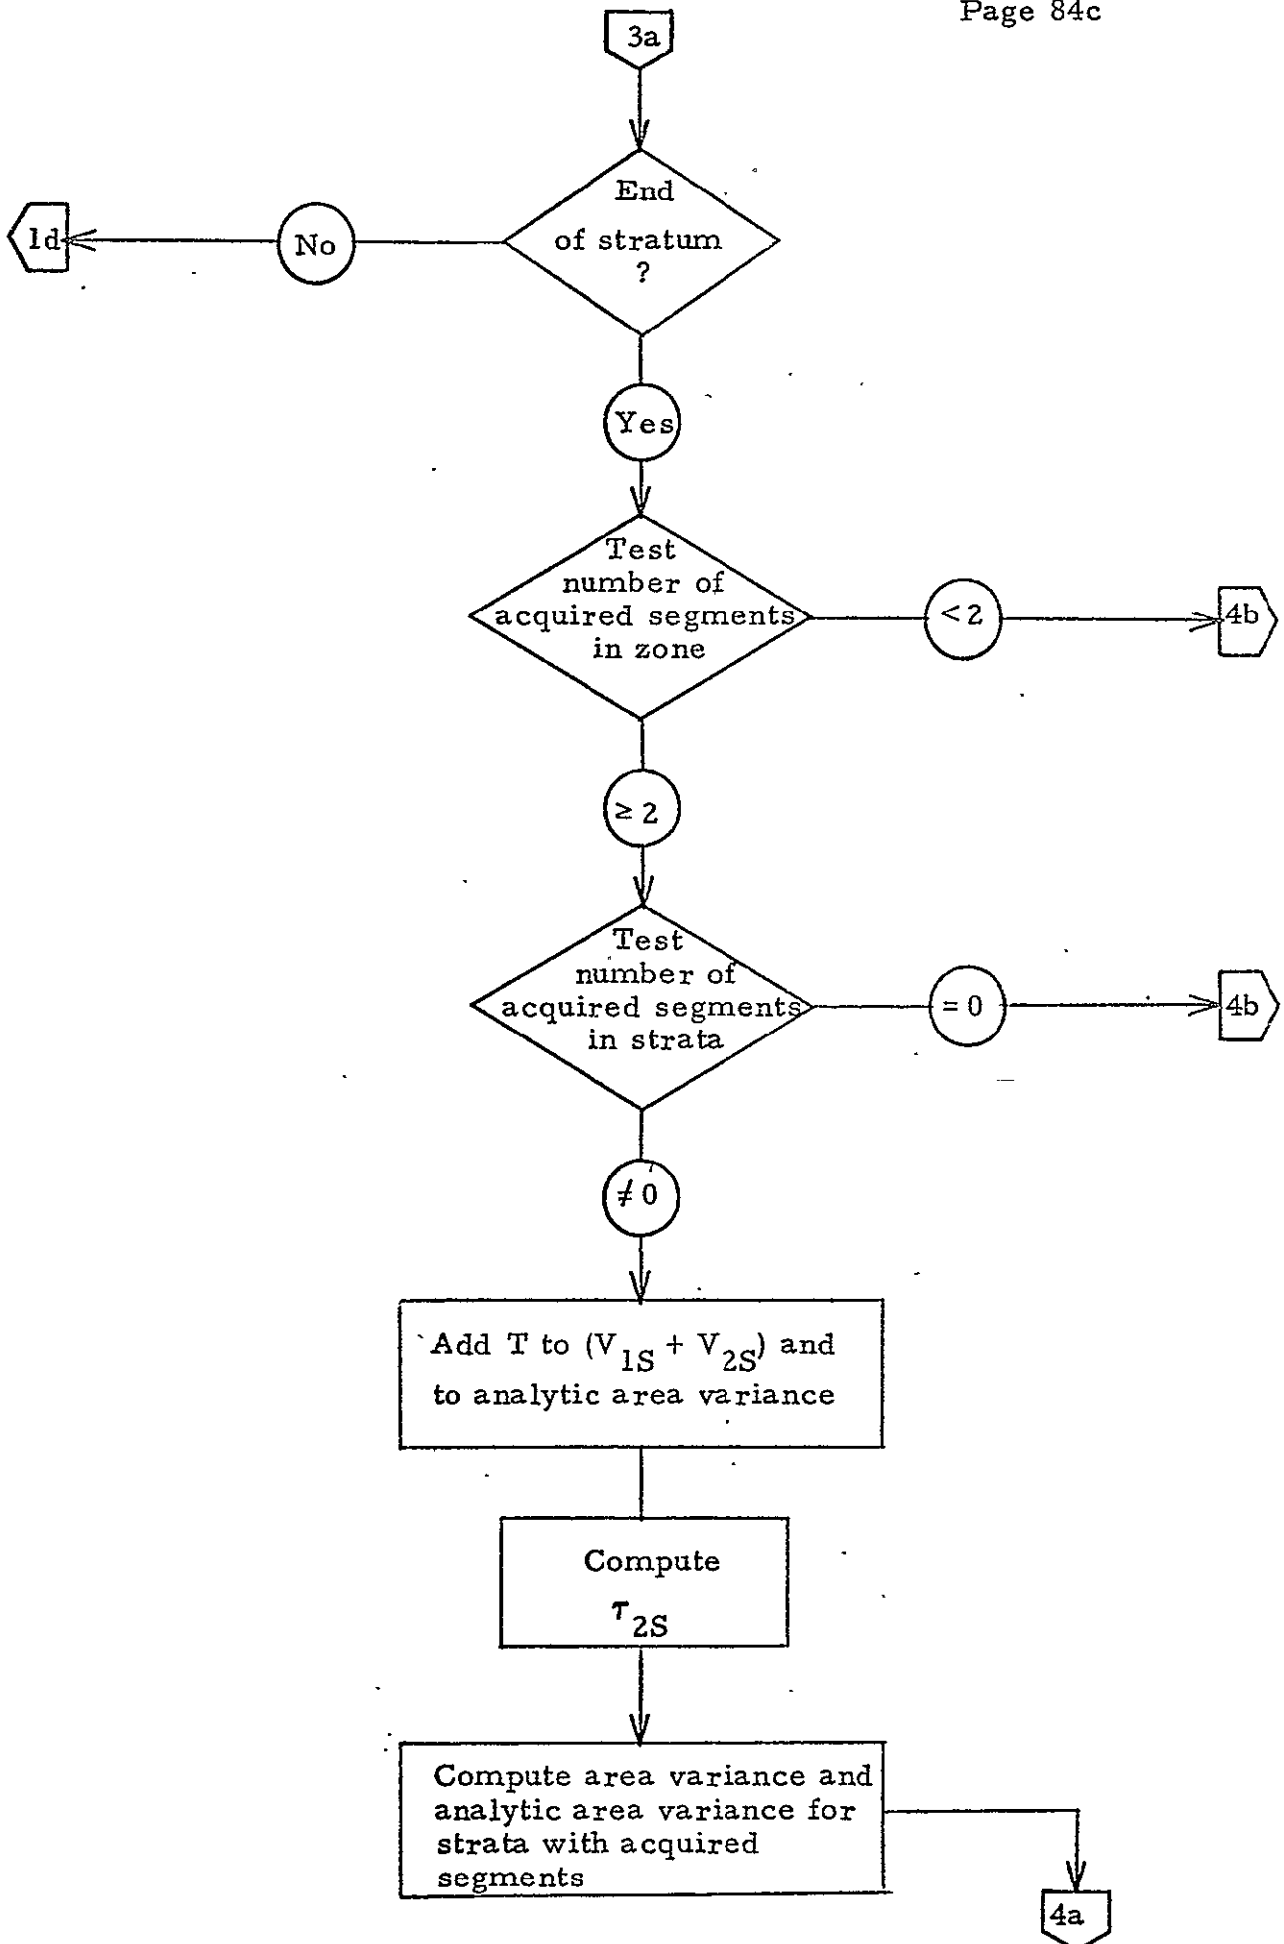 Page 84c
3a
End
of stratum
?
No
1d
Yes
Test
number of
acquired segments
in zone
< 2
4b
≥ 2
Test
number of
acquired segments
in strata
= 0
4b
≠ 0
Add T to (V1S + V2S) and
to analytic area variance
Compute
τ2S
Compute area variance and
analytic area variance for
strata with acquired
segments
4a